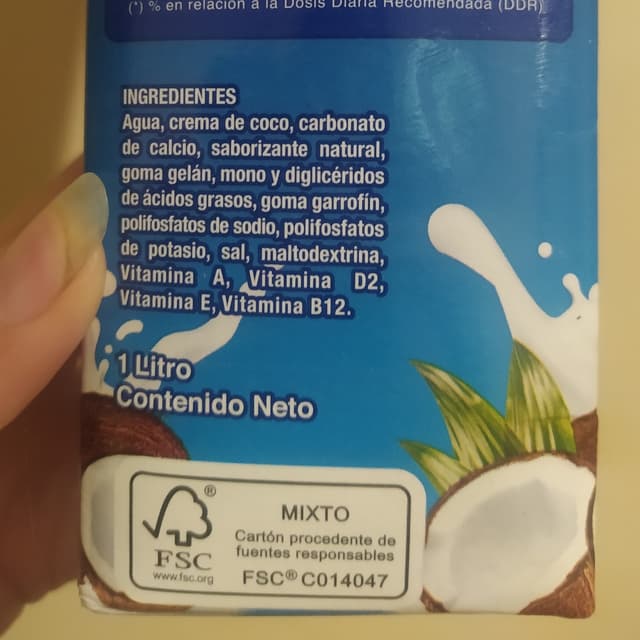 (*) % en relación a la Dosis Diaria Recomendada (DDR)
INGREDIENTES
Agua, crema de coco, carbonato
de calcio, saborizante natural,
goma gelán, mono y diglicéridos
de ácidos grasos, goma garrofín,
polifosfatos de sodio, polifosfatos
de potasio, sal, maltodextrina,
Vitamina A, Vitamina D2,
Vitamina E, Vitamina B12.
1 Litro
Contenido Neto
®
FSC
www.fsc.org
MIXTO
Cartón procedente de
fuentes responsables
FSC® C014047